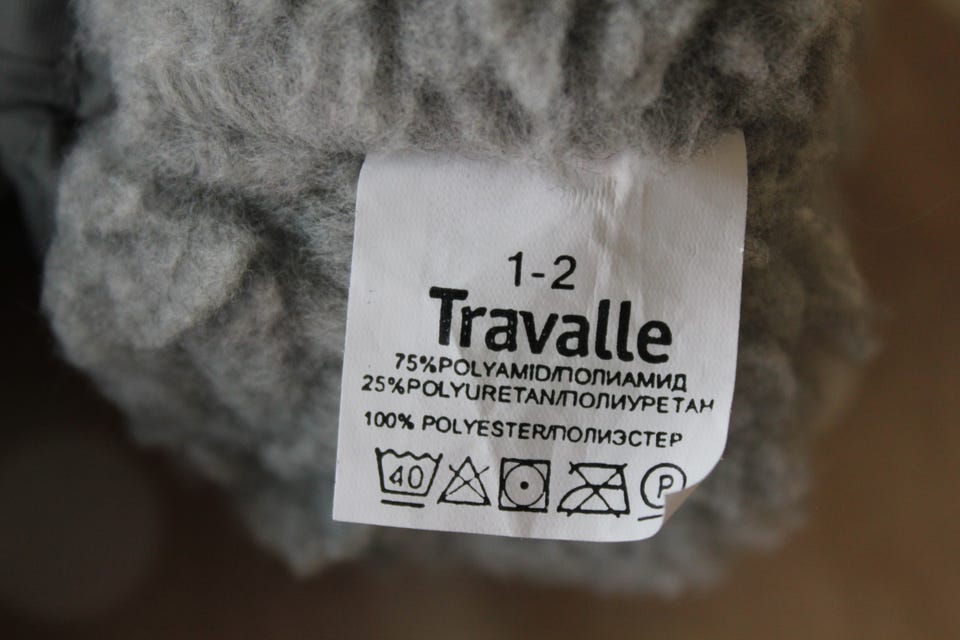 1-2
Travalle
75%POLYAMID/ПОЛИАМИД
25%POLYURETAN/ПОЛИУРЕТАН
100% POLYESTER/ПОЛИЭСТЕР
40 P